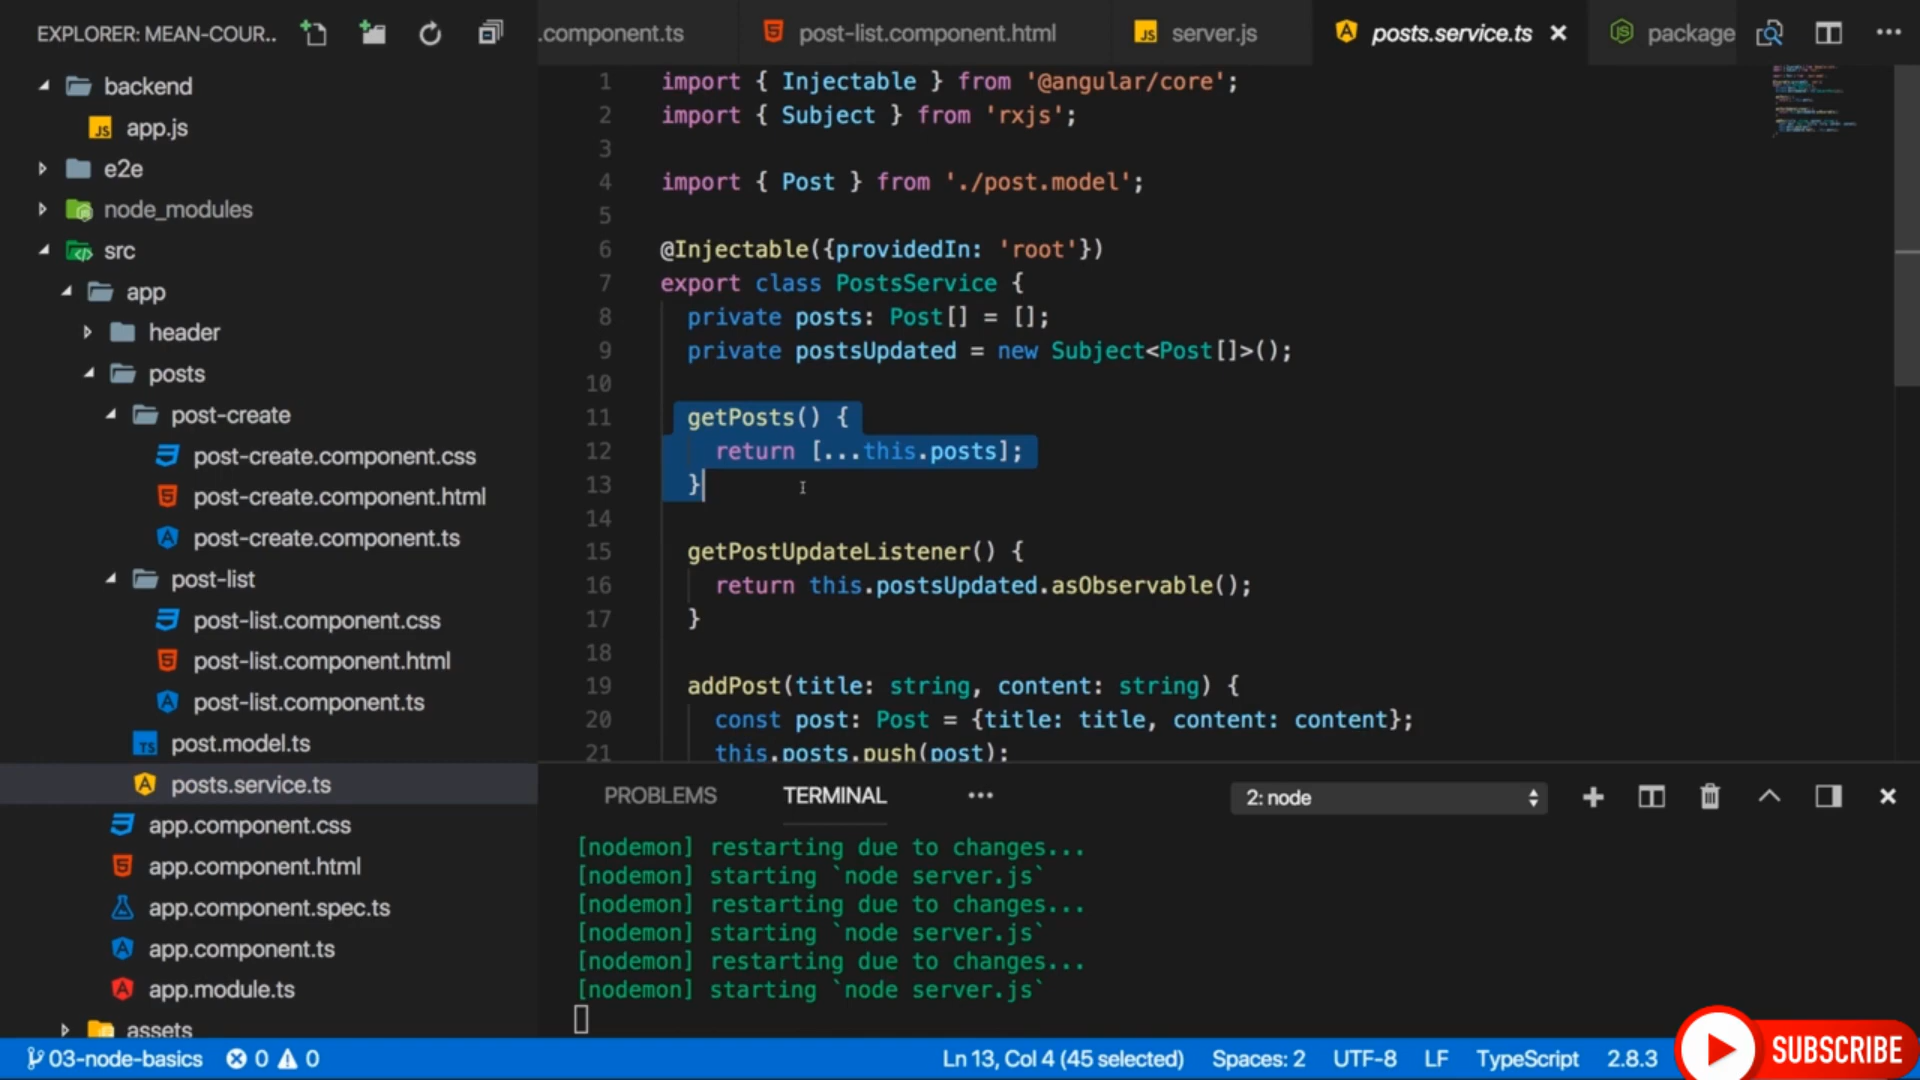 EXPLORER: MEAN-COUR...
backend
app.js
e2e
node_modules
src
app
header
posts
post-create
post-create.component.css
post-create.component.html
post-create.component.ts
post-list
post-list.component.css
post-list.component.html
post-list.component.ts
post.model.ts
posts.service.ts
app.component.css
app.component.html
app.component.spec.ts
app.component.ts
app.module.ts
assets
.component.ts post-list.component.html server.js posts.service.ts package
1 import { Injectable } from '@angular/core';
2 import { Subject } from 'rxjs';
3
4 import { Post } from './post.model';
5
6 @Injectable({providedIn: 'root'})
7 export class PostsService {
8 private posts: Post[] = [];
9 private postsUpdated = new Subject<Post[]>();
10
11 getPosts() {
12 return [...this.posts];
13 }
14
15 getPostUpdateListener() {
16 return this.postsUpdated.asObservable();
17 }
18
19 addPost(title: string, content: string) {
20 const post: Post = {title: title, content: content};
21 this.posts.push(post);
PROBLEMS TERMINAL ... 2: node
[nodemon] restarting due to changes...
[nodemon] starting `node server.js`
[nodemon] restarting due to changes...
[nodemon] starting `node server.js`
[nodemon] restarting due to changes...
[nodemon] starting `node server.js`
03-node-basics 0 0 Ln 13, Col 4 (45 selected) Spaces: 2 UTF-8 LF TypeScript 2.8.3
SUBSCRIBE